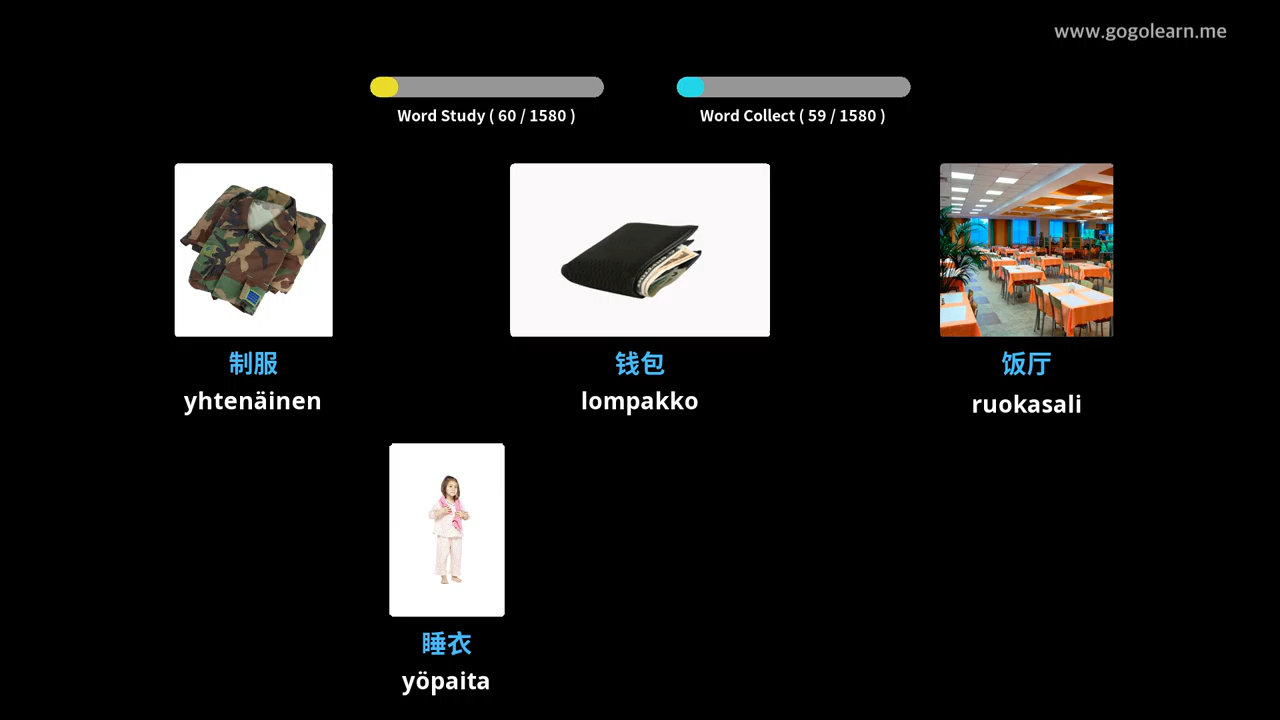 www.gogolearn.me
Word Study ( 60 / 1580 )
Word Collect ( 59 / 1580 )
制服
yhtenäinen
钱包
lompakko
饭厅
ruokasali
睡衣
yöpaita